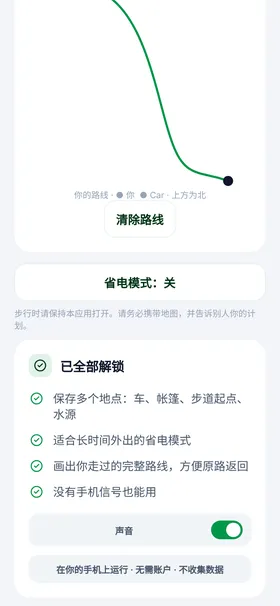 你的路线 · ● 你 ● Car · 上方为北
清除路线
省电模式：关
步行时请保持本应用打开。请务必携带地图，并告诉别人你的计
划。
已全部解锁
保存多个地点：车、帐篷、步道起点、
水源
适合长时间外出的省电模式
画出你走过的完整路线，方便原路返回
没有手机信号也能用
声音
在你的手机上运行 · 无需账户 · 不收集数据